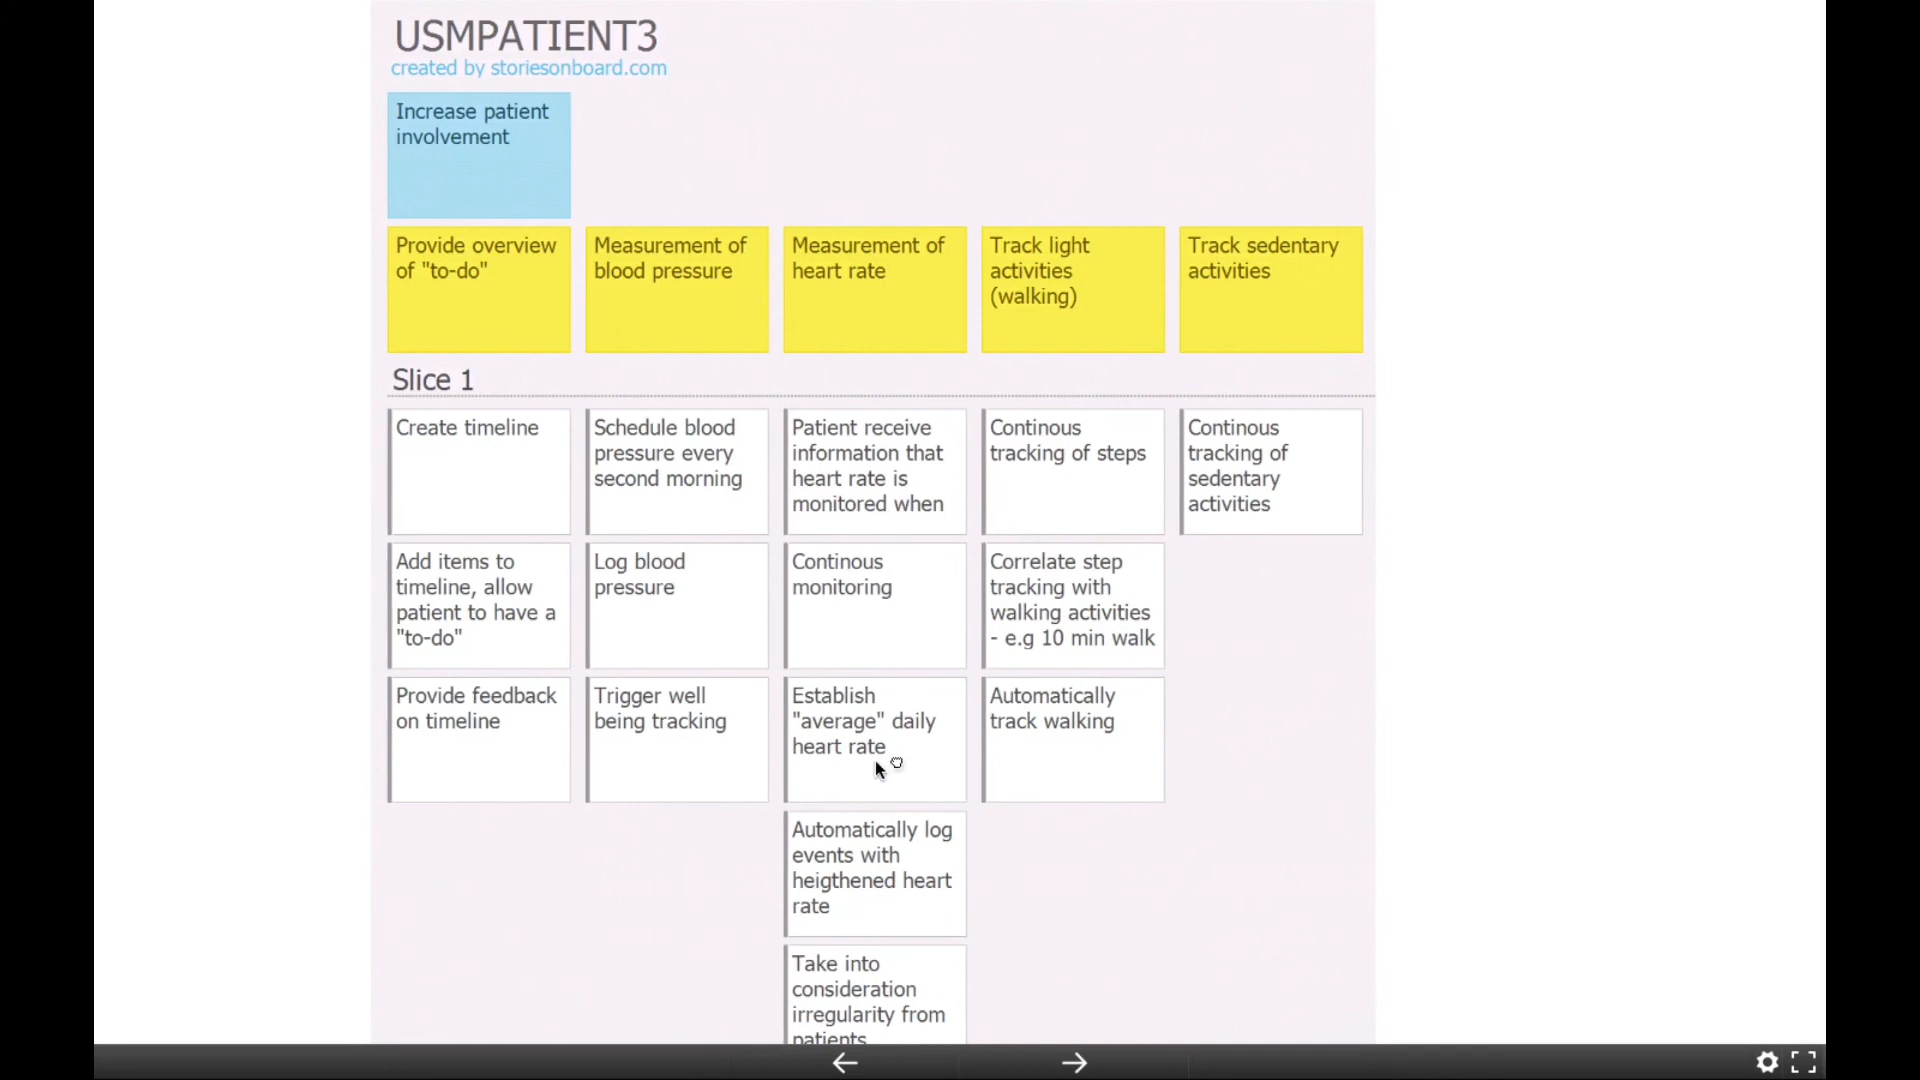 USMPATIENT3
created by storiesonboard.com
Increase patient
involvement
Provide overview
of "to-do"
Measurement of
blood pressure
Measurement of
heart rate
Track light
activities
(walking)
Track sedentary
activities
Slice 1
Create timeline
Schedule blood
pressure every
second morning
Patient receive
information that
heart rate is
monitored when
Continous
tracking of steps
Continous
tracking of
sedentary
activities
Add items to
timeline, allow
patient to have a
"to-do"
Log blood
pressure
Continous
monitoring
Correlate step
tracking with
walking activities
- e.g 10 min walk
Provide feedback
on timeline
Trigger well
being tracking
Establish
"average" daily
heart rate
Automatically
track walking
Automatically log
events with
heigthened heart
rate
Take into
consideration
irregularity from
patients